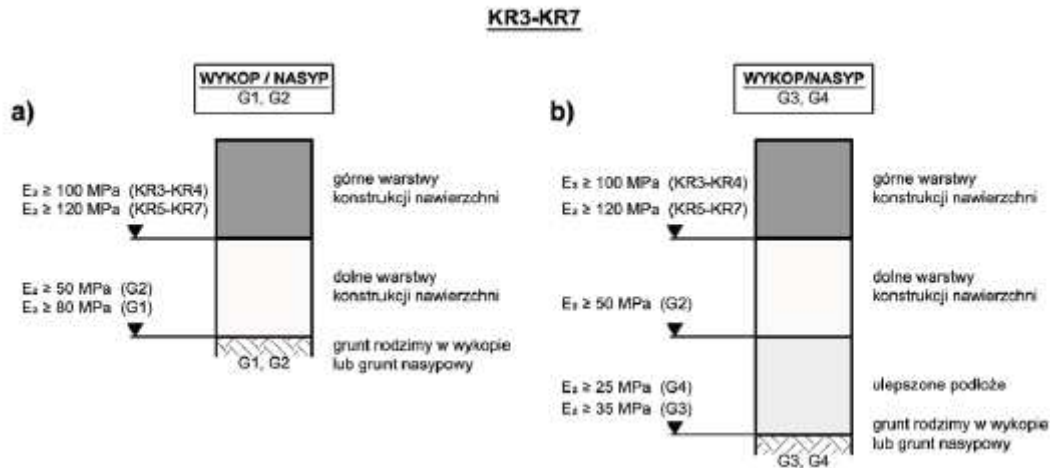 KR3-KR7
WYKOP / NASYP
G1, G2
a)
E₂ ≥ 100 MPa (KR3-KR4)
E₂ ≥ 120 MPa (KR5-KR7)
górne warstwy
konstrukcji nawierzchni
E₂ ≥ 50 MPa (G2)
E₂ ≥ 80 MPa (G1)
dolne warstwy
konstrukcji nawierzchni
G1, G2
grunt rodzimy w wykopie
lub grunt nasypowy
WYKOP/NASYP
G3, G4
b)
E₂ ≥ 100 MPa (KR3-KR4)
E₂ ≥ 120 MPa (KR5-KR7)
górne warstwy
konstrukcji nawierzchni
E₂ ≥ 50 MPa (G2)
dolne warstwy
konstrukcji nawierzchni
E₂ ≥ 25 MPa (G4)
E₂ ≥ 35 MPa (G3)
ulepszone podłoże
grunt rodzimy w wykopie
lub grunt nasypowy
G3, G4